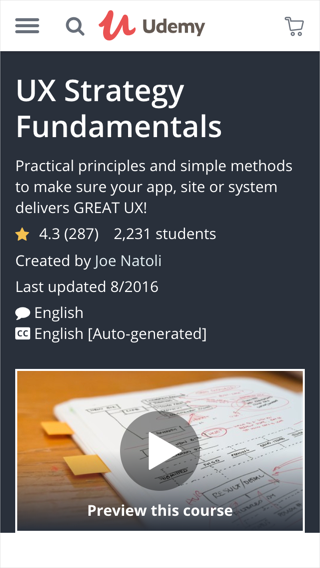 Udemy
UX Strategy
Fundamentals
Practical principles and simple methods
to make sure your app, site or system
delivers GREAT UX!
4.3 (287) 2,231 students
Created by Joe Natoli
Last updated 8/2016
English
CC English [Auto-generated]
Preview this course